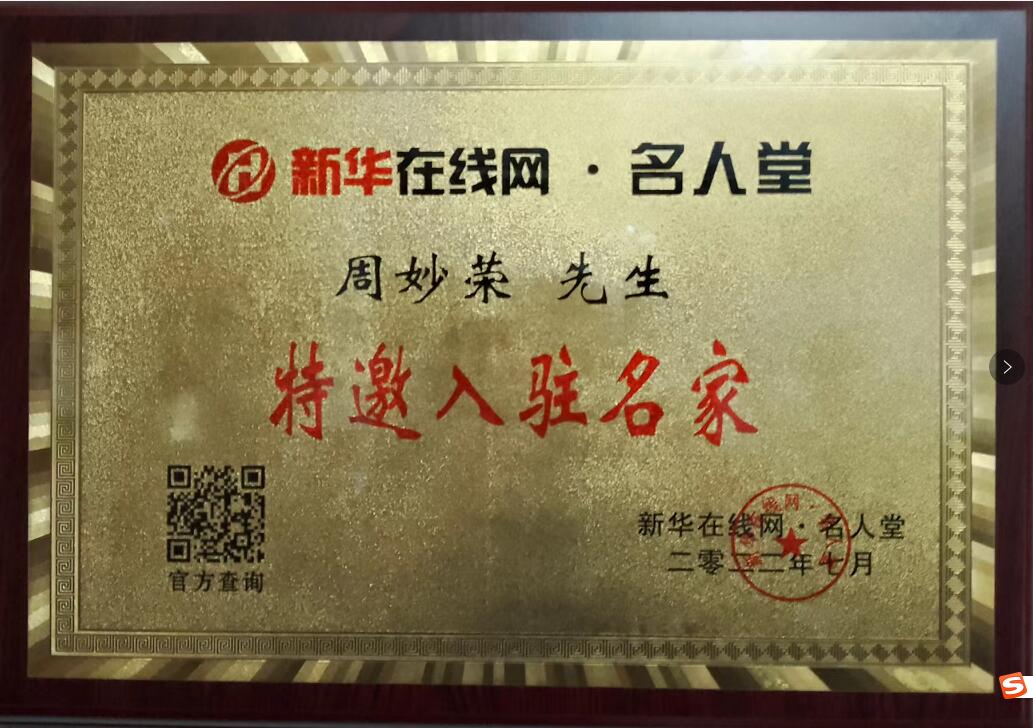 新华在线网·名人堂
周妙荣 先生
特邀入驻名家
官方查询
新华在线网·名人堂
二零二二年七月